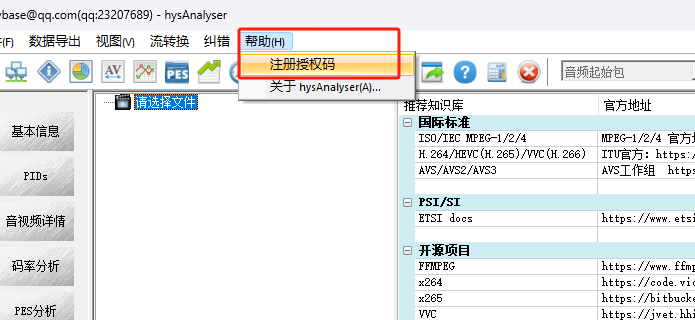 ybase@qq.com(qq:23207689) - hysAnalyser
(F) 数据导出 视图(V) 流转换 纠错 帮助(H)
注册授权码
关于 hysAnalyser(A)...
AV PES 音频起始包
请选择文件
基本信息
PIDs
音视频详情
码率分析
PES分析
推荐知识库 官方地址
国际标准
ISO/IEC MPEG-1/2/4 MPEG-1/2/4 官方
H.264/HEVC(H.265)/VVC(H.266) ITU官方: https:/
AVS/AVS2/AVS3 AVS工作组 https:/
PSI/SI
ETSI docs https://www.etsi
开源项目
FFMPEG https://www.ffmp
x264 https://code.vic
x265 https://bitbucke
VVC https://jvet.hhi